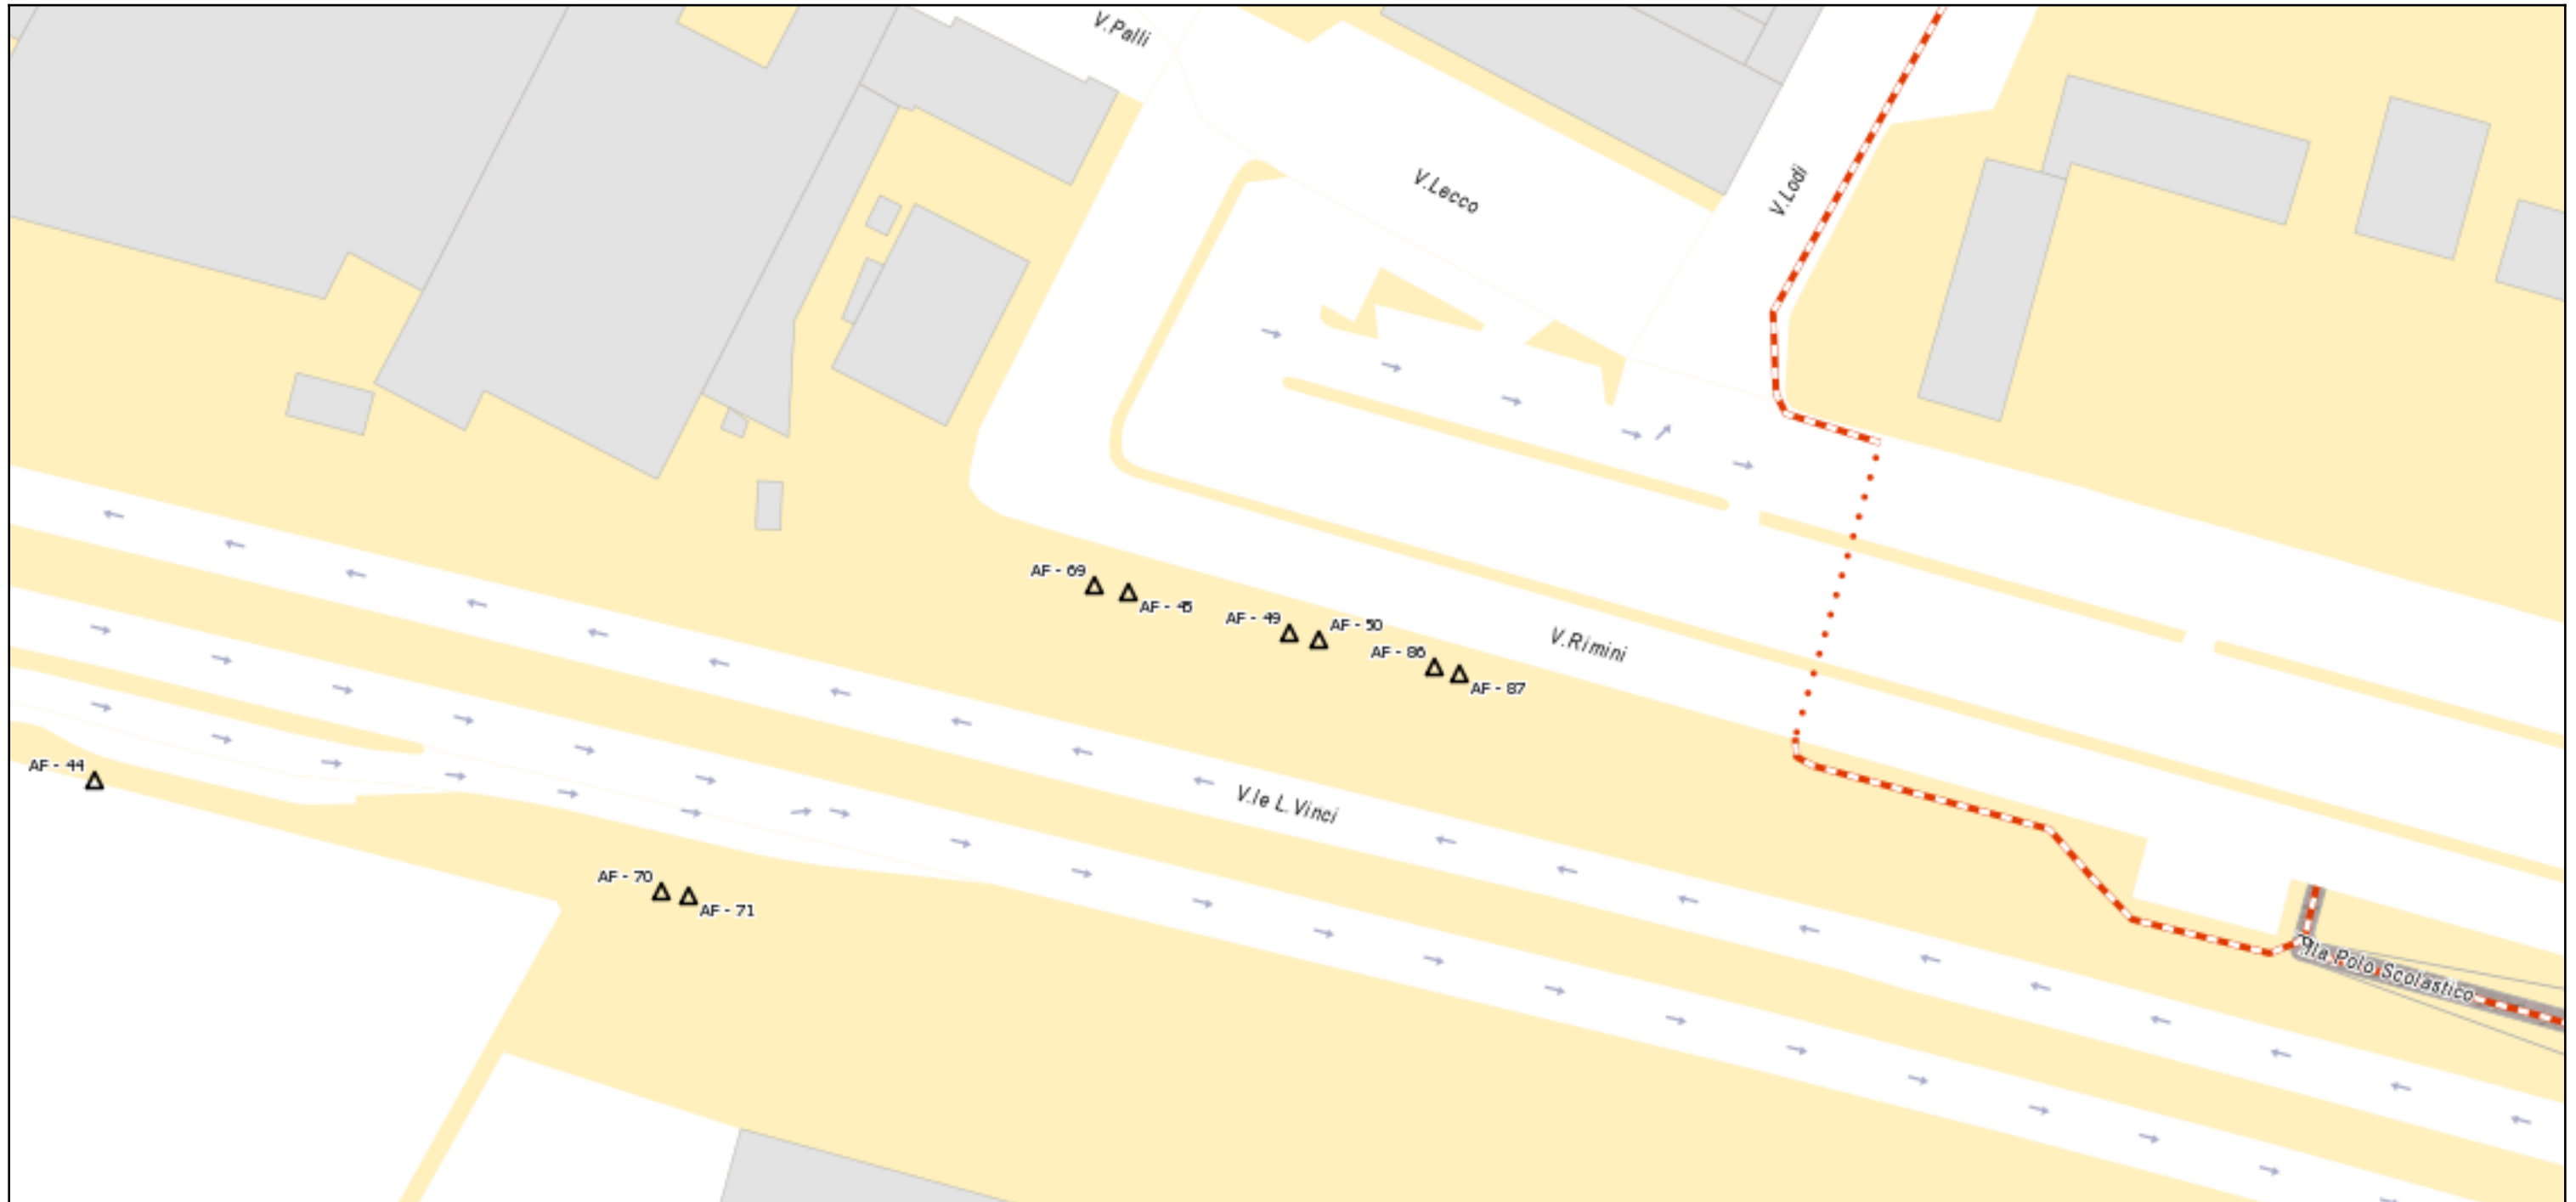 V.Palli
V.Lecco
V.Lodi
AF - 69
AF - 45
AF - 49
AF - 50
AF - 86
AF - 87
V.Rimini
AF - 44
V.le L.Vinci
AF - 70
AF - 71
Polo Scolastico